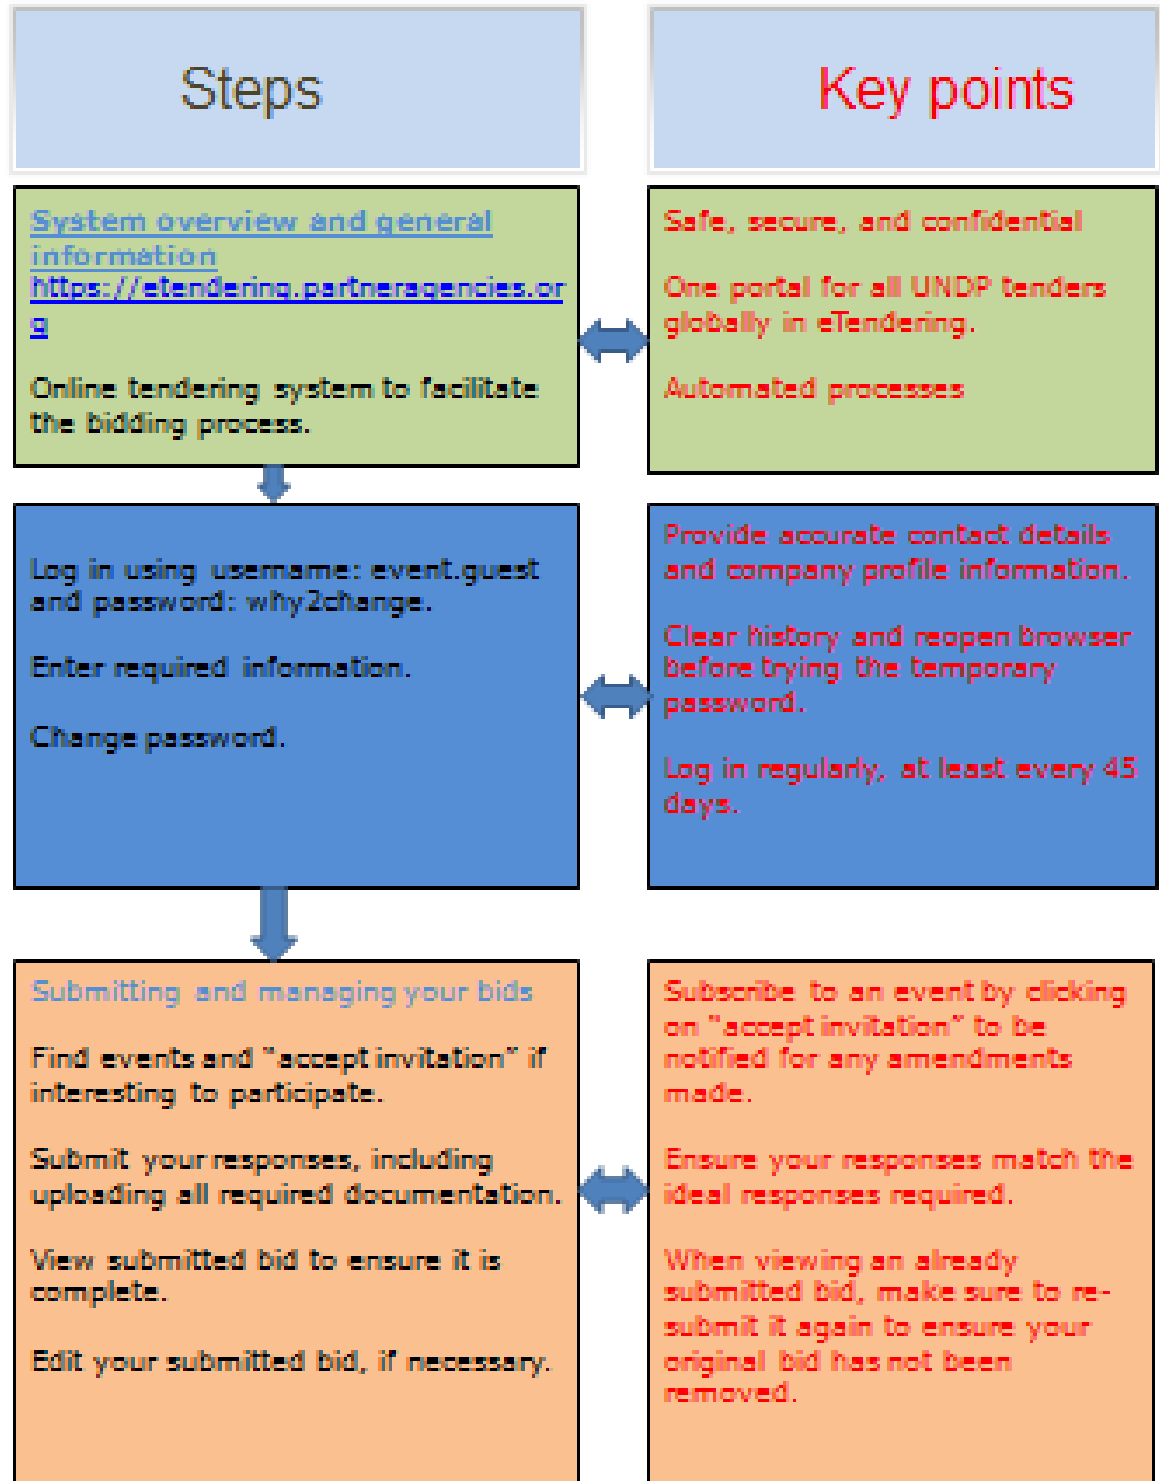 Steps
Key points
System overview and general
information
https://etendering.partneragencies.or
g
Online tendering system to facilitate
the bidding process.
Safe, secure, and confidential
One portal for all UNDP tenders
globally in eTendering.
Automated processes
Log in using username: event.guest
and password: why2change.
Enter required information.
Change password.
Provide accurate contact details
and company profile information.
Clear history and reopen browser
before trying the temporary
password.
Log in regularly, at least every 45
days.
Submitting and managing your bids
Find events and “accept invitation” if
interesting to participate.
Submit your responses, including
uploading all required documentation.
View submitted bid to ensure it is
complete.
Edit your submitted bid, if necessary.
Subscribe to an event by clicking
on “accept invitation” to be
notified for any amendments
made.
Ensure your responses match the
ideal responses required.
When viewing an already
submitted bid, make sure to re-
submit it again to ensure your
original bid has not been
removed.